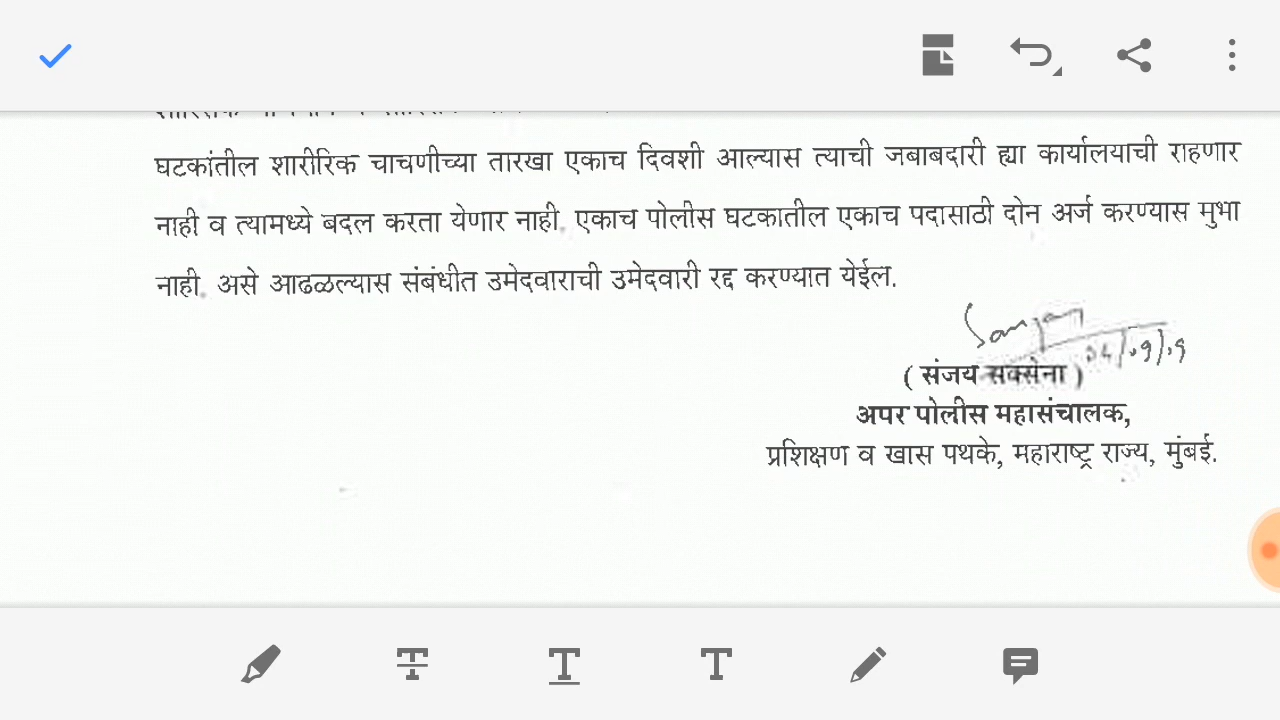 घटकांतील शारीरिक चाचणीच्या तारखा एकाच दिवशी आल्यास त्याची जबाबदारी ह्या कार्यालयाची राहणार
नाही व त्यामध्ये बदल करता येणार नाही. एकाच पोलीस घटकातील एकाच पदासाठी दोन अर्ज करण्यास मुभा
नाही. असे आढळल्यास संबंधीत उमेदवाराची उमेदवारी रद्द करण्यात येईल.
( संजय सक्सेना )
अपर पोलीस महासंचालक,
प्रशिक्षण व खास पथके, महाराष्ट्र राज्य, मुंबई.